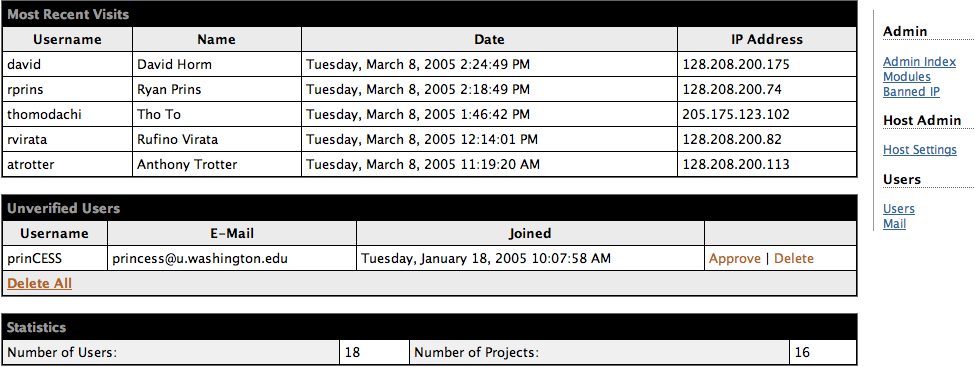 Most Recent Visits
Username Name Date IP Address
david David Horm Tuesday, March 8, 2005 2:24:49 PM 128.208.200.175
rprins Ryan Prins Tuesday, March 8, 2005 2:18:49 PM 128.208.200.74
thomodachi Tho To Tuesday, March 8, 2005 1:46:42 PM 205.175.123.102
rvirata Rufino Virata Tuesday, March 8, 2005 12:14:01 PM 128.208.200.82
atrotter Anthony Trotter Tuesday, March 8, 2005 11:19:20 AM 128.208.200.113
Unverified Users
Username E-Mail Joined
prinCESS princess@u.washington.edu Tuesday, January 18, 2005 10:07:58 AM Approve | Delete
Delete All
Statistics
Number of Users: 18 Number of Projects: 16
Admin
Admin Index
Modules
Banned IP
Host Admin
Host Settings
Users
Users
Mail